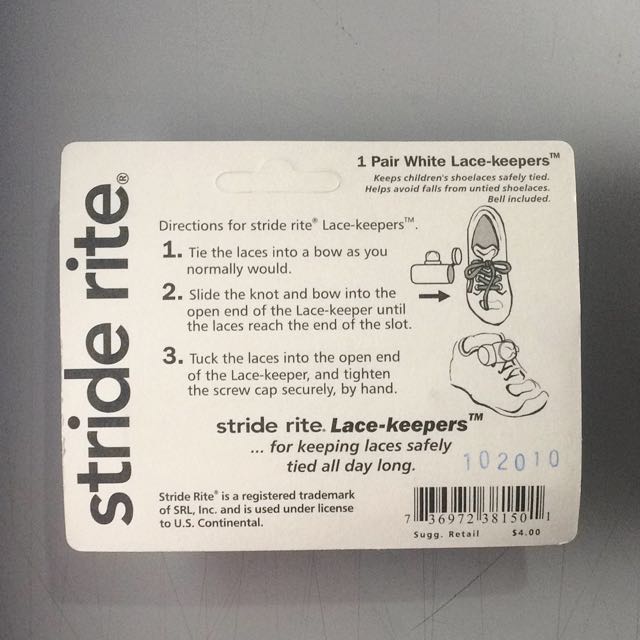 stride rite®
1 Pair White Lace-keepers™
Keeps children's shoelaces safely tied.
Helps avoid falls from untied shoelaces.
Bell included.
Directions for stride rite® Lace-keepers™.
1. Tie the laces into a bow as you
normally would.
2. Slide the knot and bow into the
open end of the Lace-keeper until
the laces reach the end of the slot.
3. Tuck the laces into the open end
of the Lace-keeper, and tighten
the screw cap securely, by hand.
stride rite. Lace-keepers™
... for keeping laces safely
tied all day long.
102010
Stride Rite® is a registered trademark
of SRL, Inc. and is used under license
to U.S. Continental.
7 36972 38150 1
Sugg. Retail $4.00